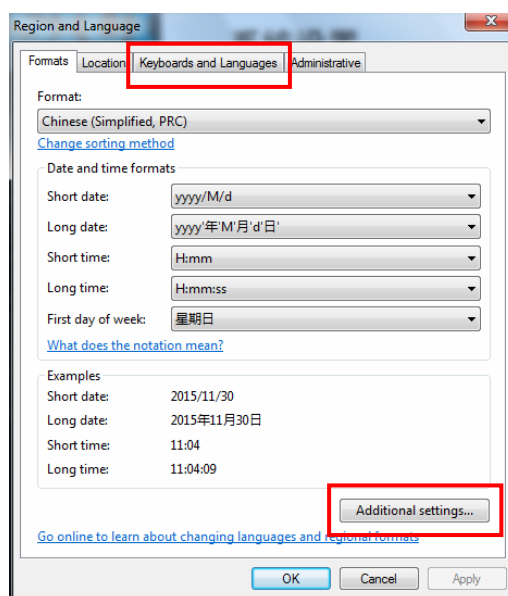 Region and Language
Formats Location Keyboards and Languages Administrative
Format:
Chinese (Simplified, PRC)
Change sorting method
Date and time formats
Short date: yyyy/M/d
Long date: yyyy'年'M'月'd'日'
Short time: H:mm
Long time: H:mm:ss
First day of week: 星期日
What does the notation mean?
Examples
Short date: 2015/11/30
Long date: 2015年11月30日
Short time: 11:04
Long time: 11:04:09
Additional settings...
Go online to learn about changing languages and regional formats
OK Cancel Apply